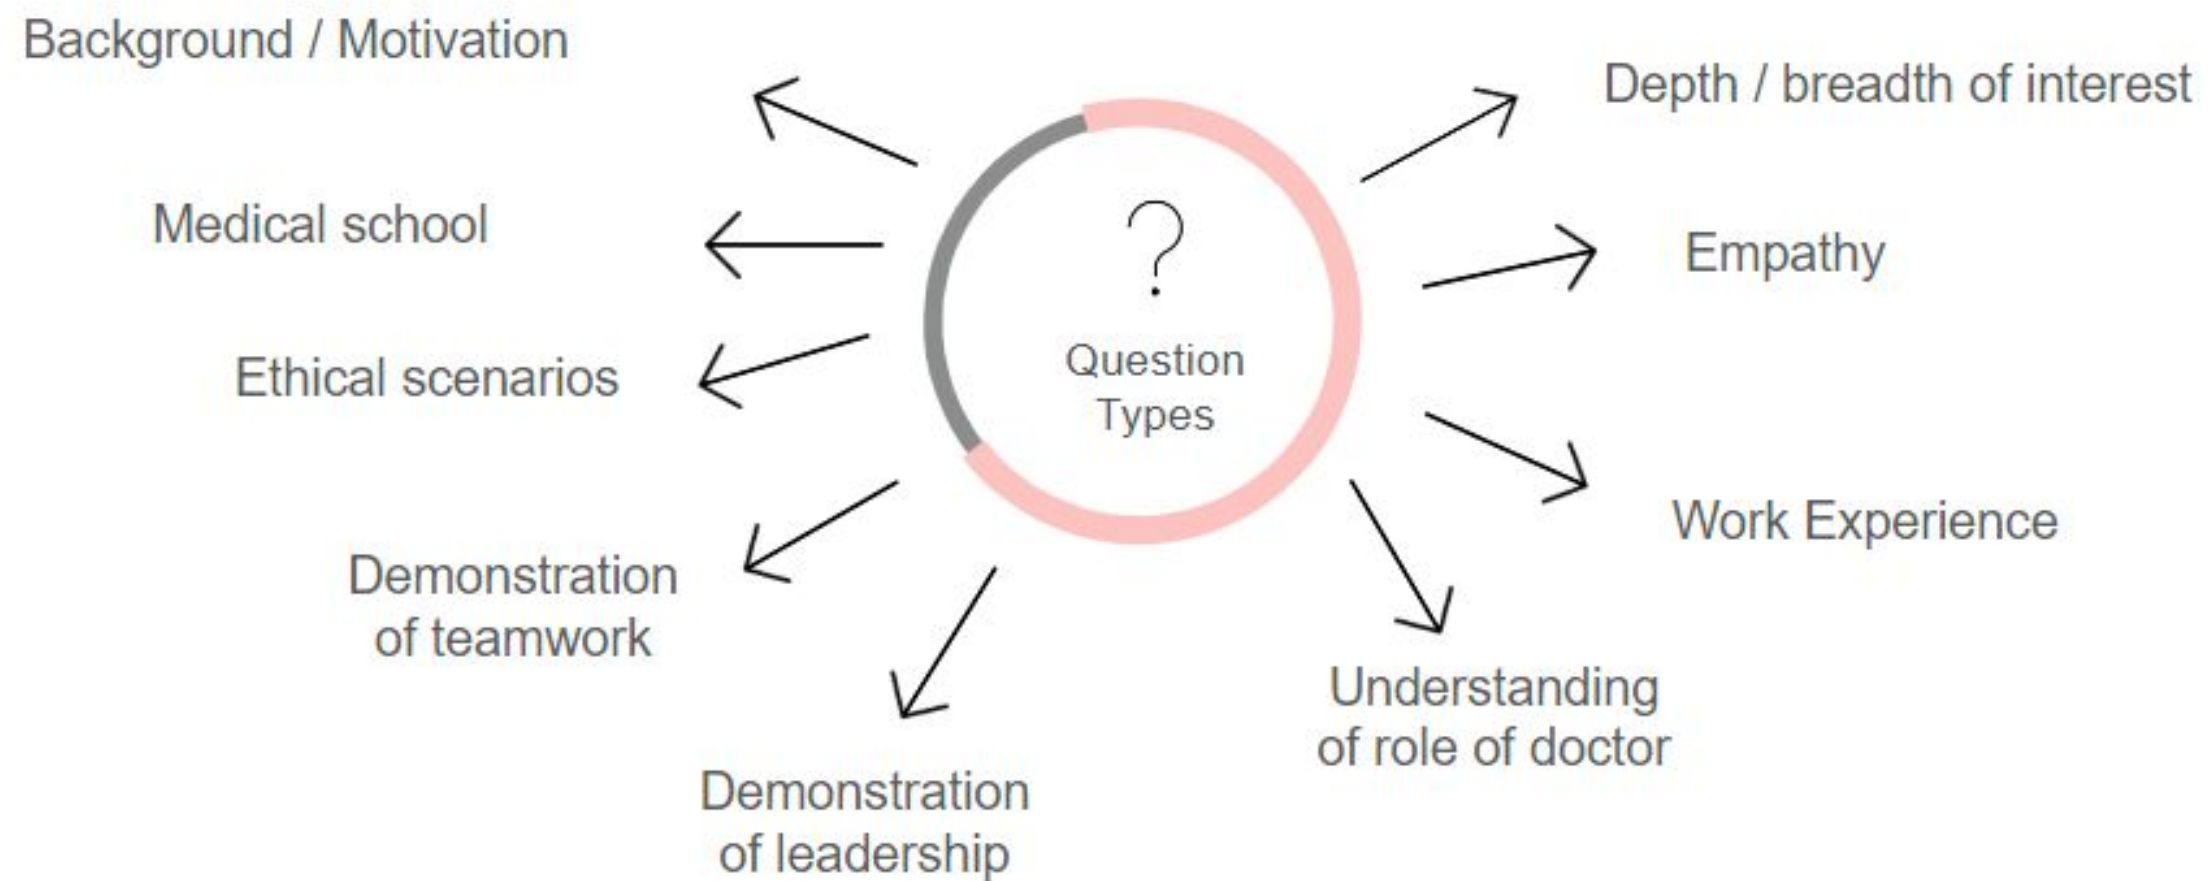 Background / Motivation
Depth / breadth of interest
Medical school
Empathy
?
Question
Types
Ethical scenarios
Work Experience
Demonstration
of teamwork
Understanding
of role of doctor
Demonstration
of leadership